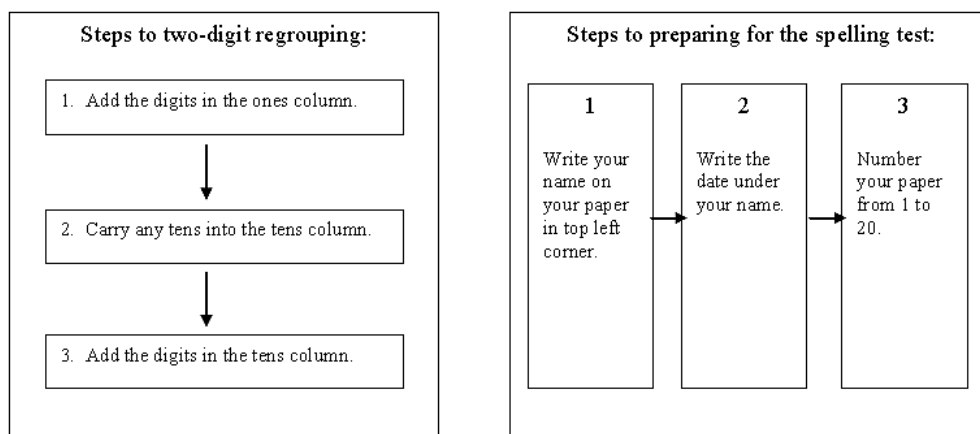 Steps to two-digit regrouping:
1. Add the digits in the ones column.
2. Carry any tens into the tens column.
3. Add the digits in the tens column.
Steps to preparing for the spelling test:
1
Write your
name on
your paper
in top left
corner.
2
Write the
date under
your name.
3
Number
your paper
from 1 to
20.